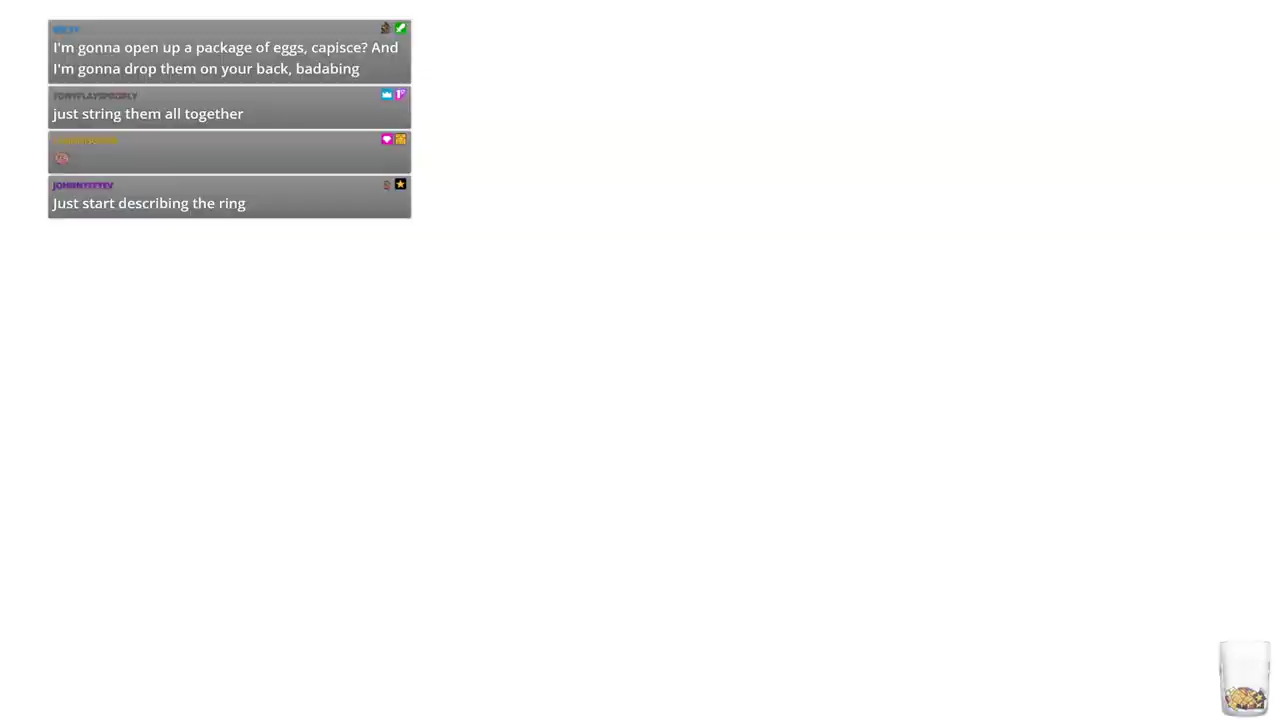 I'm gonna open up a package of eggs, capisce? And
I'm gonna drop them on your back, badabing
just string them all together
Just start describing the ring